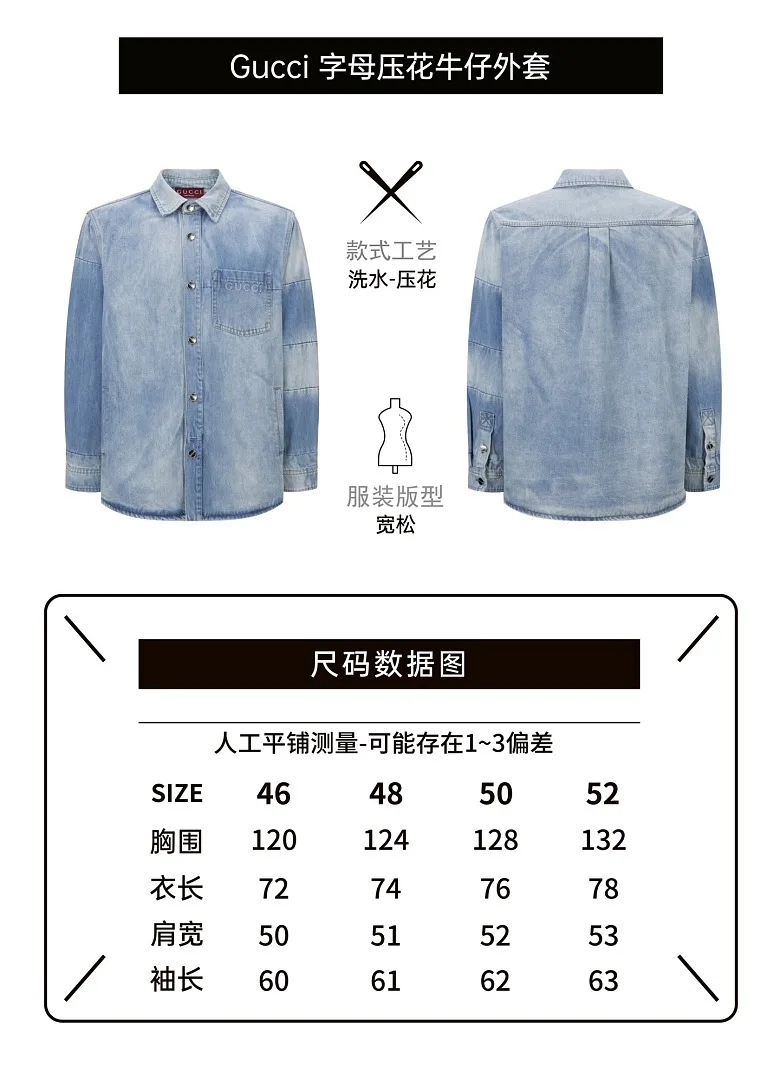 Gucci 字母压花牛仔外套
GUCCI
GUCCI
款式工艺
洗水-压花
服装版型
宽松
尺码数据图
人工平铺测量-可能存在1~3偏差
SIZE 46 48 50 52
胸围 120 124 128 132
衣长 72 74 76 78
肩宽 50 51 52 53
袖长 60 61 62 63